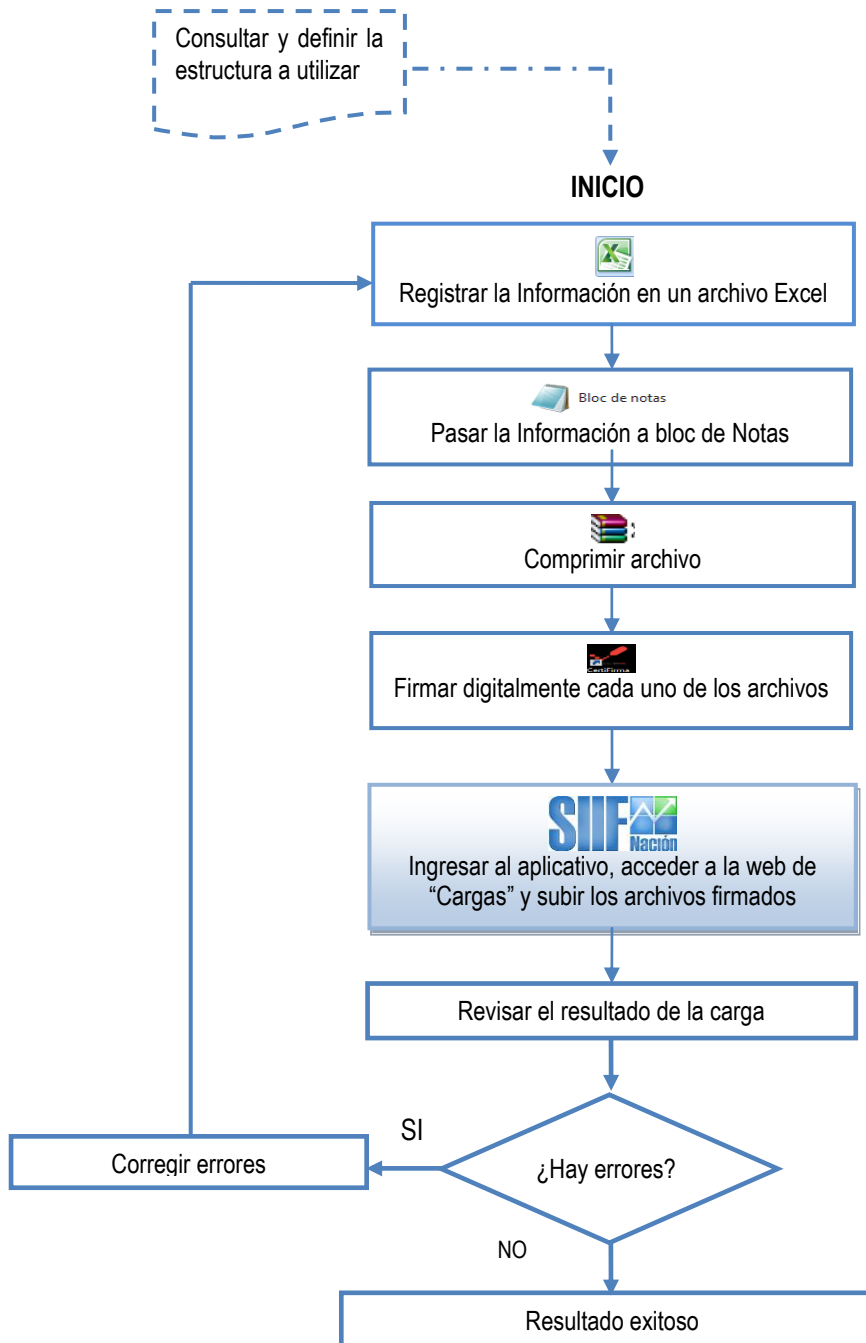 Consultar y definir la
estructura a utilizar
INICIO
Registrar la Información en un archivo Excel
Bloc de notas
Pasar la Información a bloc de Notas
Comprimir archivo
CertiFirma
Firmar digitalmente cada uno de los archivos
SIIF
Nación
Ingresar al aplicativo, acceder a la web de
“Cargas” y subir los archivos firmados
Revisar el resultado de la carga
SI
Corregir errores
¿Hay errores?
NO
Resultado exitoso